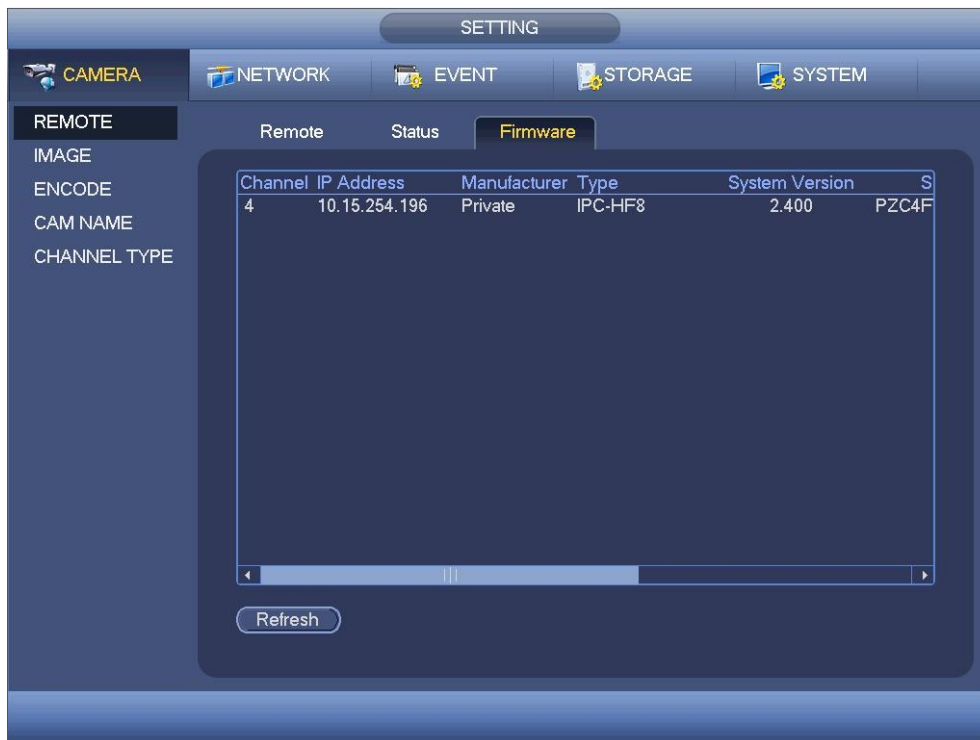 SETTING
CAMERA NETWORK EVENT STORAGE SYSTEM
REMOTE
IMAGE
ENCODE
CAM NAME
CHANNEL TYPE
Remote Status Firmware
Channel IP Address Manufacturer Type System Version S
4 10.15.254.196 Private IPC-HF8 2.400 PZC4F
Refresh